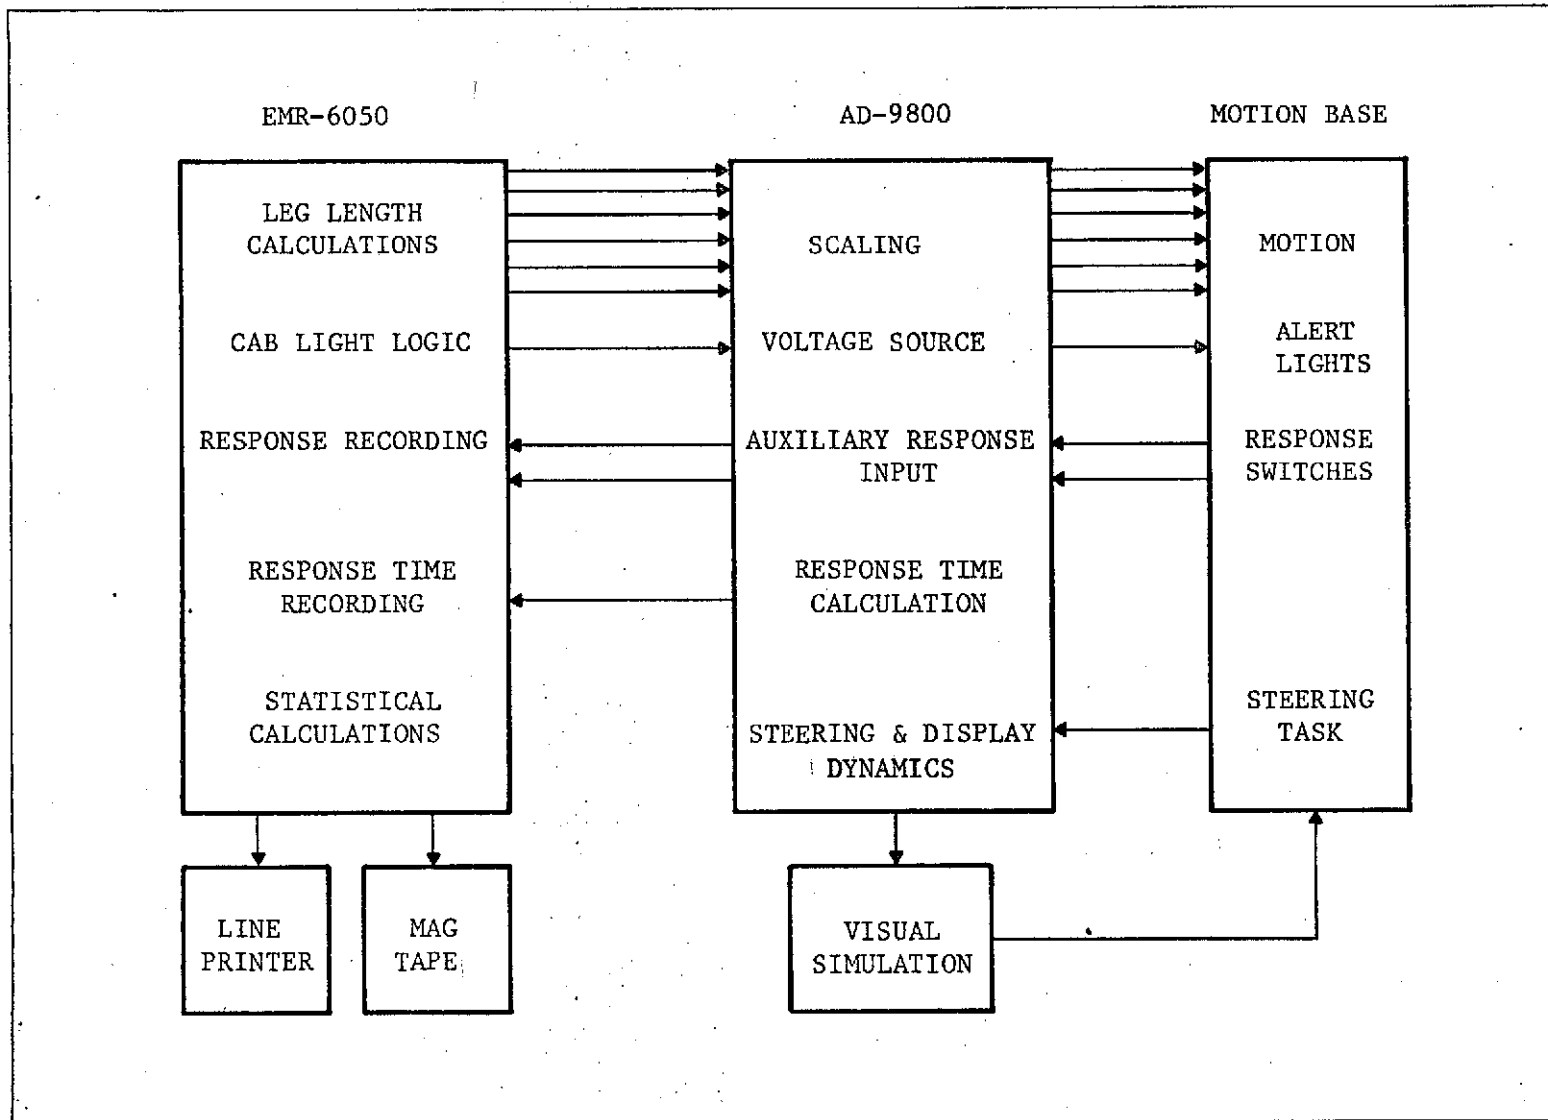 EMR-6050
AD-9800
MOTION BASE
LEG LENGTH
CALCULATIONS
CAB LIGHT LOGIC
RESPONSE RECORDING
RESPONSE TIME
RECORDING
STATISTICAL
CALCULATIONS
SCALING
VOLTAGE SOURCE
AUXILIARY RESPONSE
INPUT
RESPONSE TIME
CALCULATION
STEERING & DISPLAY
DYNAMICS
MOTION
ALERT
LIGHTS
RESPONSE
SWITCHES
STEERING
TASK
LINE
PRINTER
MAG
TAPE
VISUAL
SIMULATION